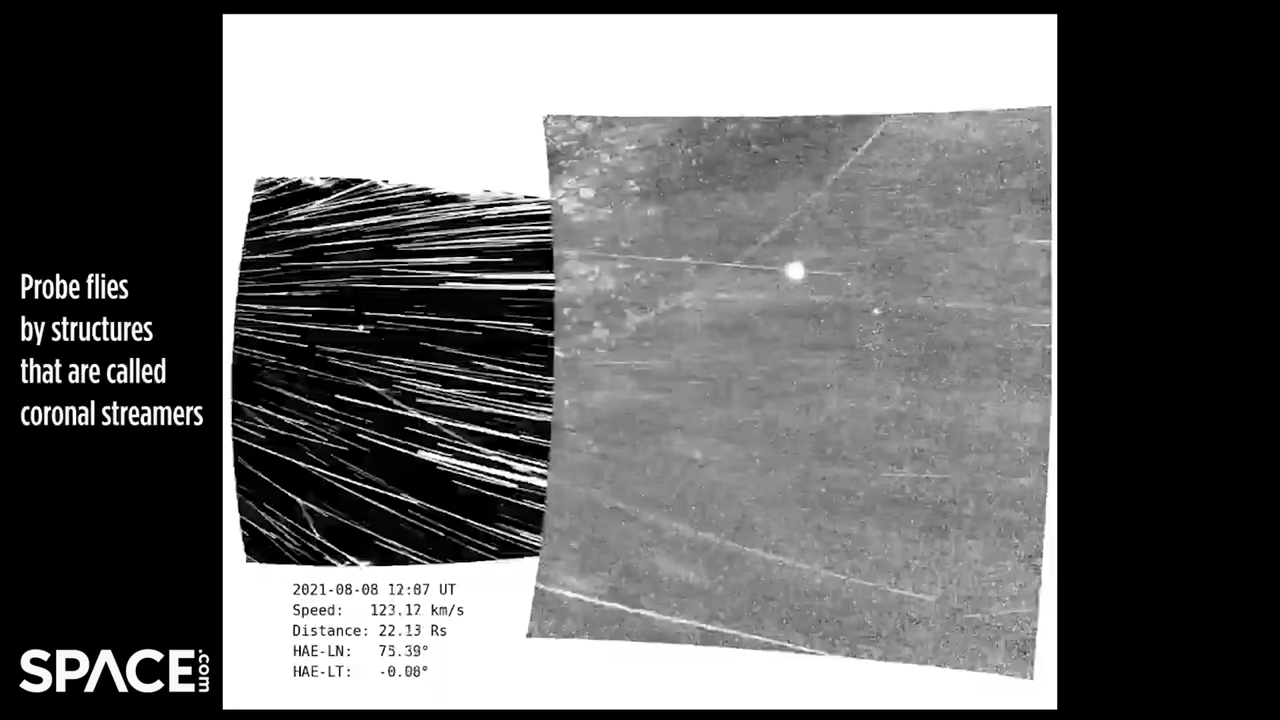 Probe flies
by structures
that are called
coronal streamers
2021-08-08 12:07 UT
Speed: 123.12 km/s
Distance: 22.13 Rs
HAE-LN: 75.39°
HAE-LT: -0.08°
SPACE.com